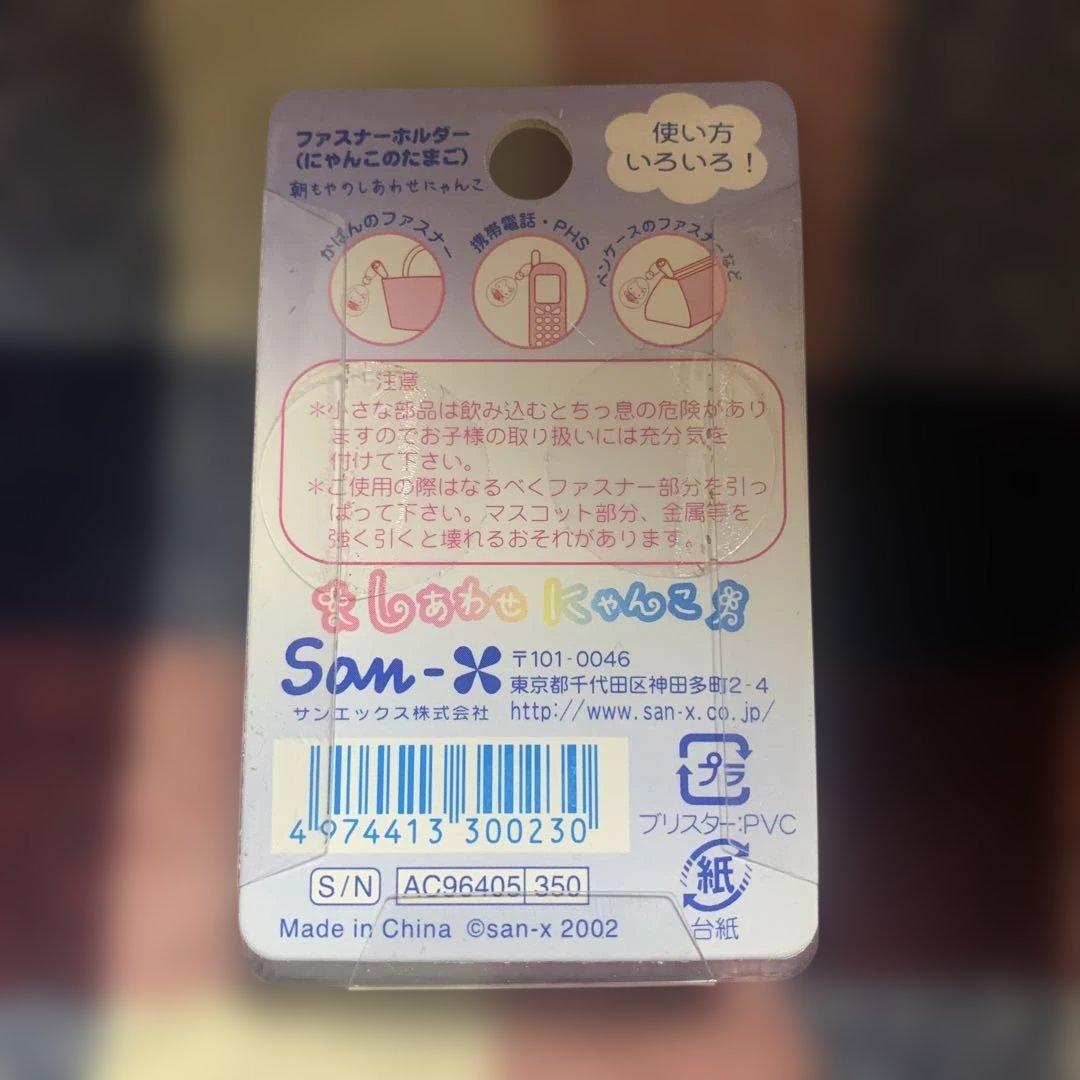 ファスナーホルダー
(にゃんこのたまご)
朝もやのしあわせにゃんこ
使い方
いろいろ!
かばんのファスナー
携帯電話・PHS
ペンケースのファスナーなど
注意
*小さな部品は飲み込むとちっ息の危険があり
ますのでお子様の取り扱いには充分気を
付けて下さい。
*ご使用の際はなるべくファスナー部分を引っ
ぱって下さい。マスコット部分、金属等を
強く引くと壊れるおそれがあります。
しあわせにゃんこ
San-X
〒101-0046
東京都千代田区神田多町2-4
サンエックス株式会社
http://www.san-x.co.jp/
4 974413 300230
プラ
ブリスター:PVC
紙
台紙
S/N AC96405 350
Made in China ©san-x 2002